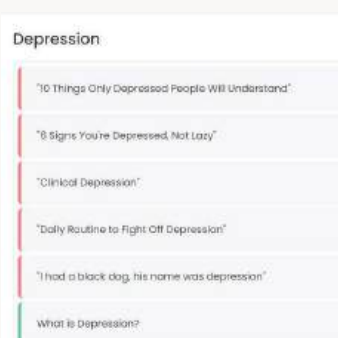 Depression
"10 Things Only Depressed People Will Understand"
"6 Signs You're Depressed, Not Lazy"
"Clinical Depression"
"Daily Routine to Fight Off Depression"
"I had a black dog, his name was depression"
What is Depression?